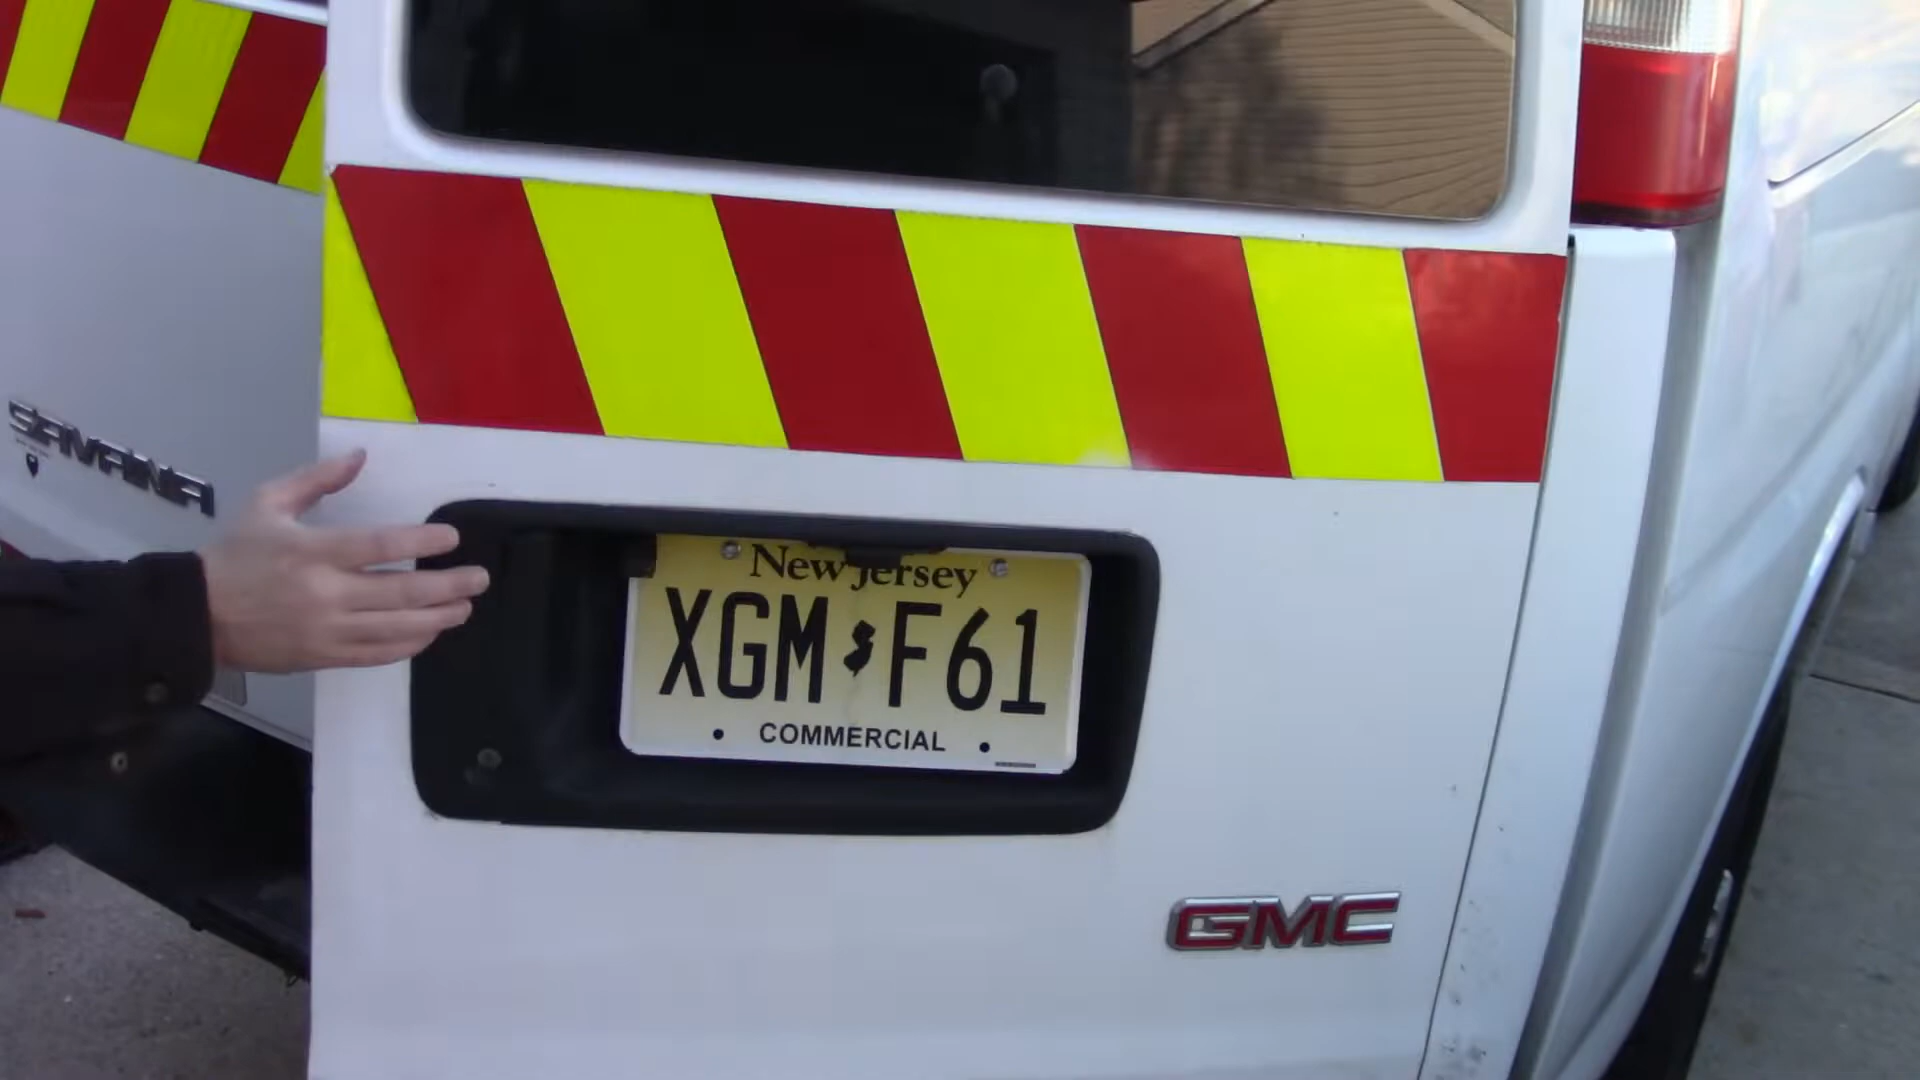 SAVANA
New Jersey
XGM F61
COMMERCIAL
GMC